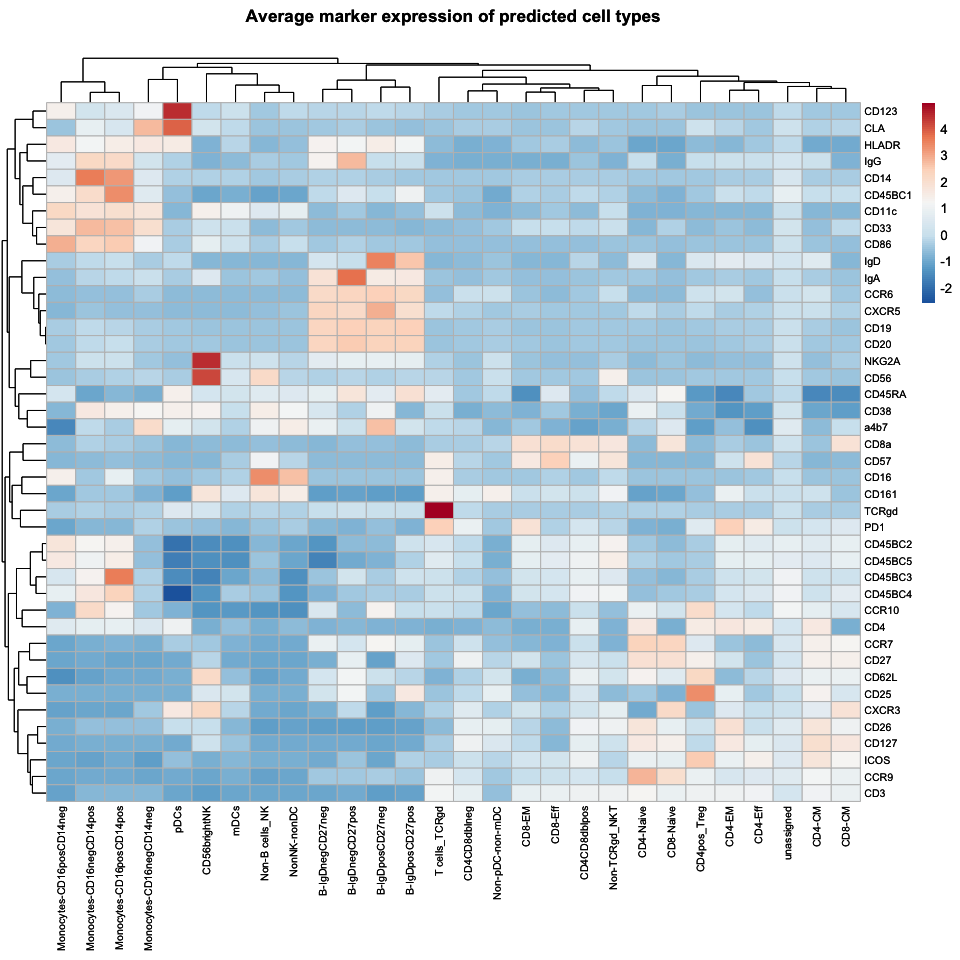 Average marker expression of predicted cell types
CD123
CLA
HLADR
IgG
CD14
CD45BC1
CD11c
CD33
CD86
IgD
IgA
CCR6
CXCR5
CD19
CD20
NKG2A
CD56
CD45RA
CD38
a4b7
CD8a
CD57
CD16
CD161
TCRgd
PD1
CD45BC2
CD45BC5
CD45BC3
CD45BC4
CCR10
CD4
CCR7
CD27
CD62L
CD25
CXCR3
CD26
CD127
ICOS
CCR9
CD3
4
3
2
1
0
-1
-2
Monocytes-CD16posCD14neg
Monocytes-CD16negCD14pos
Monocytes-CD16posCD14pos
Monocytes-CD16negCD14neg
pDCs
CD56brightNK
mDCs
Non-B cells_NK
NonNK-nonDC
B-IgDnegCD27neg
B-IgDnegCD27pos
B-IgDposCD27neg
B-IgDposCD27pos
T cells_TCRgd
CD4CD8dblneg
Non-pDC-non-mDC
CD8-EM
CD8-Eff
CD4CD8dblpos
Non-TCRgd_NKT
CD4-Naive
CD8-Naive
CD4pos_Treg
CD4-EM
CD4-Eff
unassigned
CD4-CM
CD8-CM